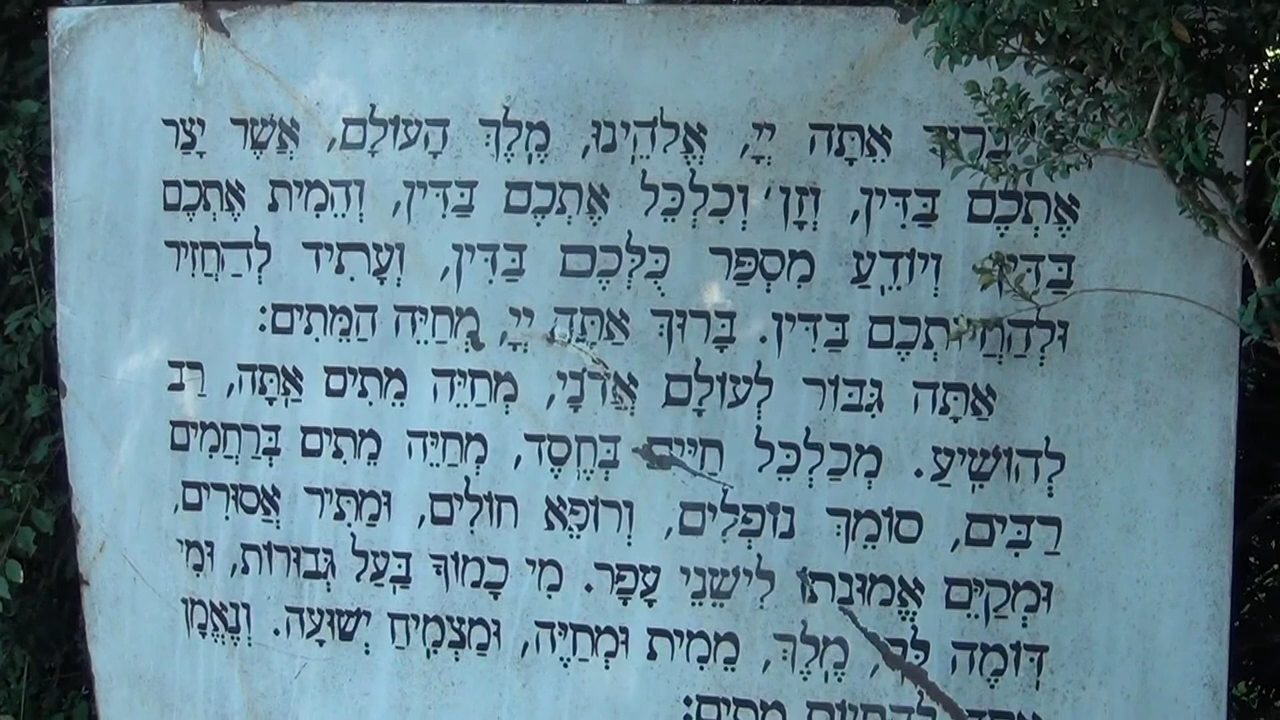 בָּרוּךְ אַתָּה יְיָ, אֱלֹהֵֽינוּ, מֶֽלֶךְ הָעוֹלָם, אֲשֶׁר יָצַר
אֶתְכֶם בַּדִּין, וְזָן וְכִלְכֵּל אֶתְכֶם בַּדִּין, וְהֵמִית אֶתְכֶם
בַּדִּין וְיוֹדֵֽעַ מִסְפַּר כֻּלְּכֶם בַּדִּין, וְעָתִיד לְהַחֲזִיר
וּלְהַחֲיוֹתְכֶם בַּדִּין. בָּרוּךְ אַתָּה יְיָ, מְחַיֵּה הַמֵּתִים:
אַתָּה גִּבּוֹר לְעוֹלָם אֲדֹנָי, מְחַיֵּה מֵתִים אַתָּה, רַב
לְהוֹשִֽׁיעַ. מְכַלְכֵּל חַיִּים בְּחֶֽסֶד, מְחַיֵּה מֵתִים בְּרַחֲמִים
רַבִּים, סוֹמֵךְ נוֹפְלִים, וְרוֹפֵא חוֹלִים, וּמַתִּיר אֲסוּרִים,
וּמְקַיֵּם אֱמוּנָתוֹ לִישֵׁנֵי עָפָר. מִי כָמֽוֹךָ בַּֽעַל גְּבוּרוֹת, וּמִי
דּֽוֹמֶה לָּךְ, מֶֽלֶךְ, מֵמִית וּמְחַיֶּה, וּמַצְמִֽיחַ יְשׁוּעָה. וְנֶאֱמָן
אַתָּה לְהַחֲיוֹת מֵתִים: